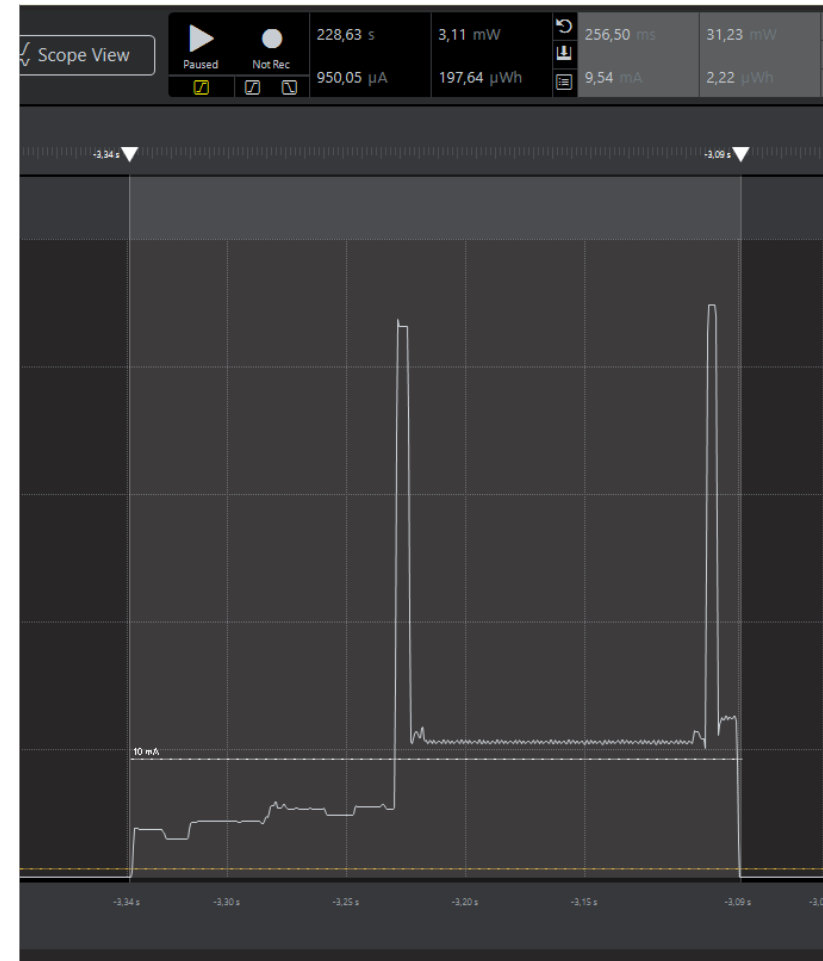 Scope View
Paused
Not Rec
228,63 s
3,11 mW
950,05 µA
197,64 µWh
256,50 ms
31,23 mW
9,54 mA
2,22 µWh
-3,34 s
-3,09 s
10 mA
-3,34 s
-3,30 s
-3,25 s
-3,20 s
-3,15 s
-3,09 s